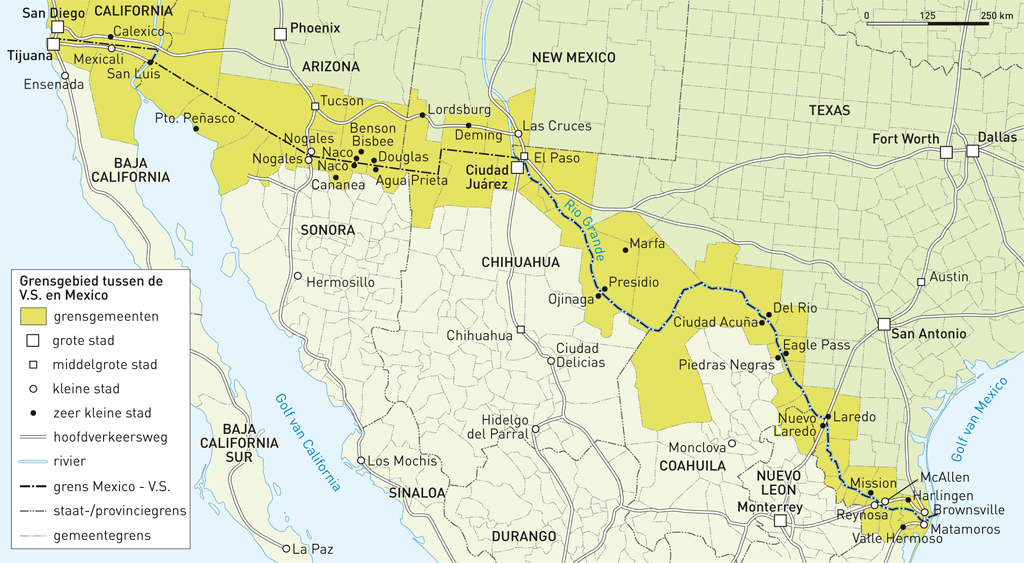 San Diego
CALIFORNIA
Calexico
Tijuana
Mexicali
San Luis
Ensenada
Phoenix
ARIZONA
NEW MEXICO
0 125 250 km
TEXAS
Tucson
Lordsburg
Deming
Las Cruces
Pto. Peñasco
Nogales
Benson
Bisbee
Naco
Douglas
Nogales
Naco
Agua Prieta
Cananea
El Paso
Ciudad
Juárez
Fort Worth
Dallas
BAJA
CALIFORNIA
SONORA
Rio Grande
CHIHUAHUA
Marfa
Hermosillo
Presidio
Ojinaga
Austin
Del Rio
Ciudad Acuña
San Antonio
Chihuahua
Eagle Pass
Piedras Negras
Ciudad
Delicias
Hidelgo
del Parral
Golf van California
Golf van Mexico
BAJA
CALIFORNIA
SUR
Los Mochis
SINALOA
DURANGO
La Paz
Nuevo
Laredo
Laredo
Monclova
COAHUILA
NUEVO
LEON
Monterrey
Mission
McAllen
Harlingen
Brownsville
Reynosa
Matamoros
Valle Hermoso
Grensgebied tussen de
V.S. en Mexico
grensgemeenten
grote stad
middelgrote stad
kleine stad
zeer kleine stad
hoofdverkeersweg
rivier
grens Mexico - V.S.
staat-/provinciegrens
gemeentegrens